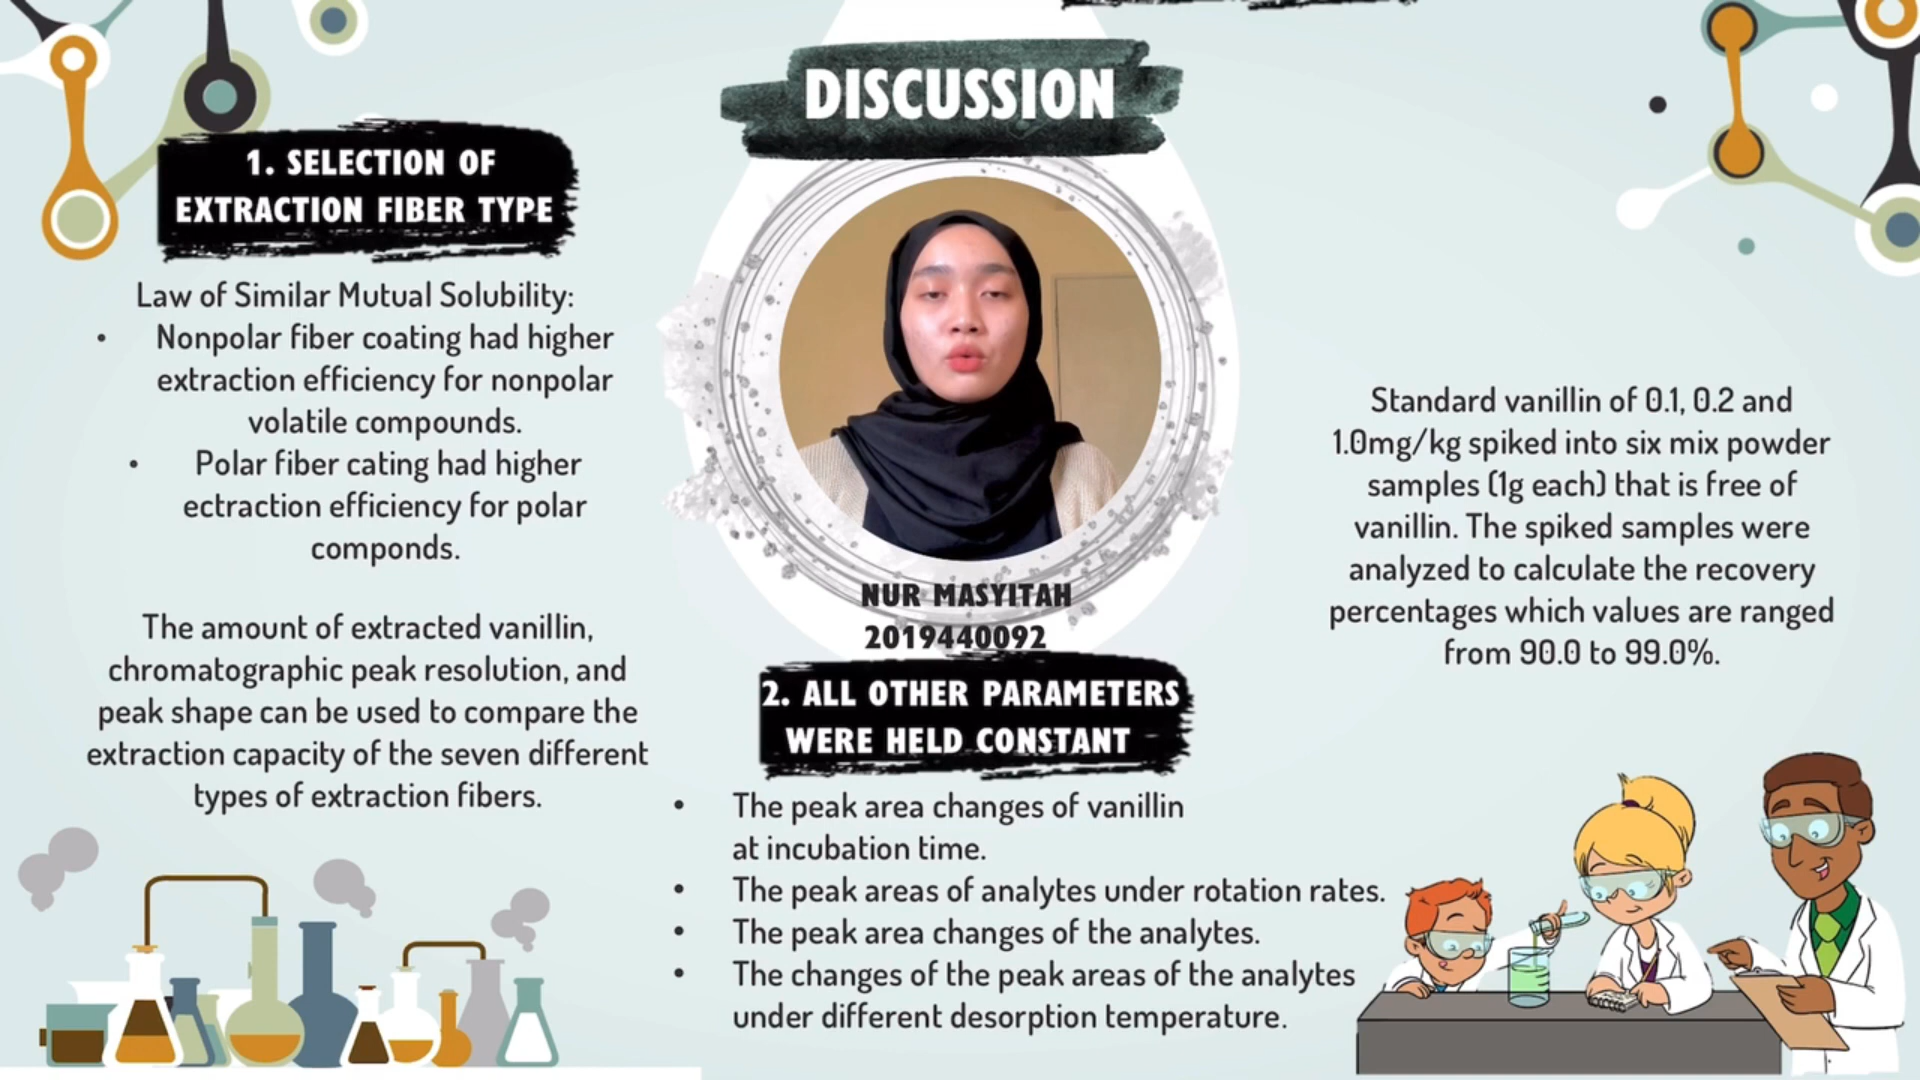 DISCUSSION
1. SELECTION OF
EXTRACTION FIBER TYPE
Law of Similar Mutual Solubility:
• Nonpolar fiber coating had higher
extraction efficiency for nonpolar
volatile compounds.
• Polar fiber cating had higher
ectraction efficiency for polar
componds.
The amount of extracted vanillin,
chromatographic peak resolution, and
peak shape can be used to compare the
extraction capacity of the seven different
types of extraction fibers.
NUR MASYITAH
2019440092
2. ALL OTHER PARAMETERS
WERE HELD CONSTANT
• The peak area changes of vanillin
at incubation time.
• The peak areas of analytes under rotation rates.
• The peak area changes of the analytes.
• The changes of the peak areas of the analytes
under different desorption temperature.
Standard vanillin of 0.1, 0.2 and
1.0mg/kg spiked into six mix powder
samples (1g each) that is free of
vanillin. The spiked samples were
analyzed to calculate the recovery
percentages which values are ranged
from 90.0 to 99.0%.